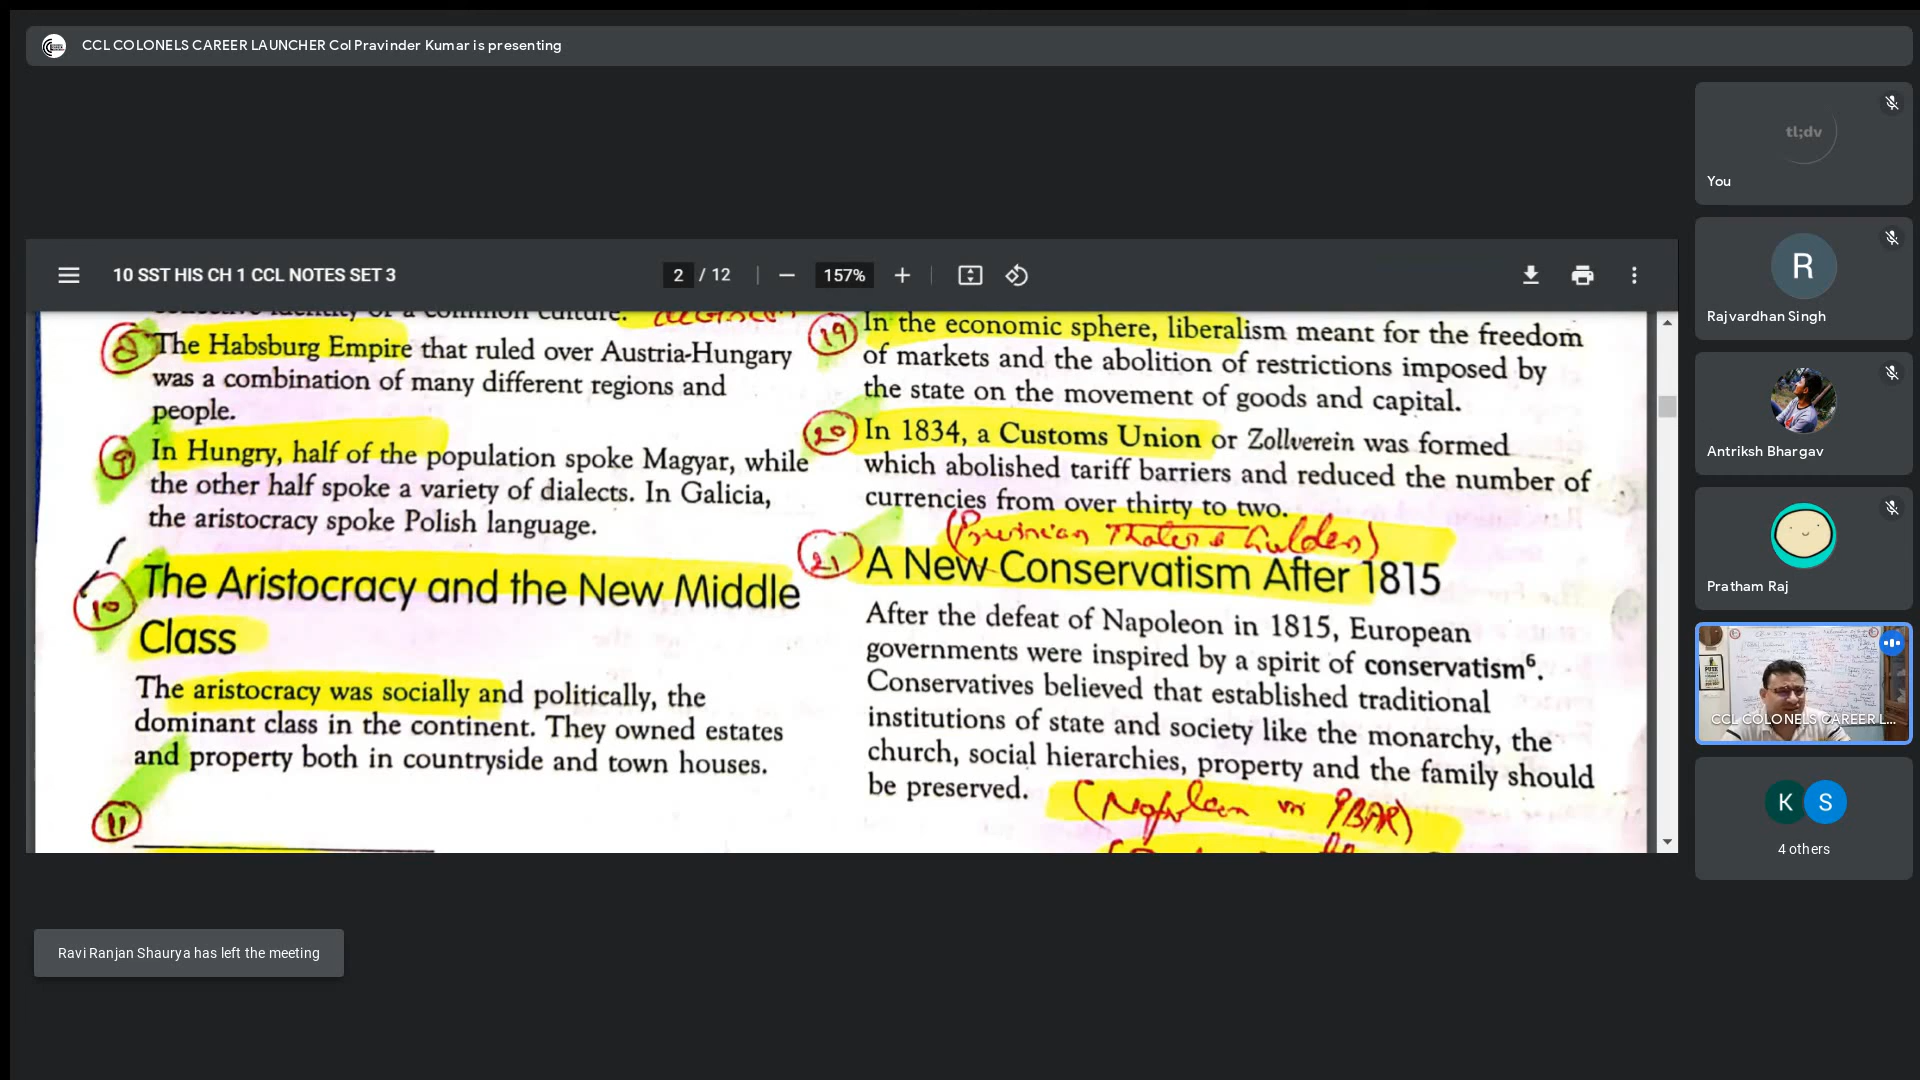 CCL COLONELS CAREER LAUNCHER Col Pravinder Kumar is presenting
10 SST HIS CH 1 CCL NOTES SET 3
2 / 12
157%
8 The Habsburg Empire that ruled over Austria-Hungary
was a combination of many different regions and
people.
9 In Hungry, half of the population spoke Magyar, while
the other half spoke a variety of dialects. In Galicia,
the aristocracy spoke Polish language.
10 The Aristocracy and the New Middle
Class
The aristocracy was socially and politically, the
dominant class in the continent. They owned estates
and property both in countryside and town houses.
11
19 In the economic sphere, liberalism meant for the freedom
of markets and the abolition of restrictions imposed by
the state on the movement of goods and capital.
20 In 1834, a Customs Union or Zollverein was formed
which abolished tariff barriers and reduced the number of
currencies from over thirty to two.
21 A New Conservatism After 1815
After the defeat of Napoleon in 1815, European
governments were inspired by a spirit of conservatism⁶.
Conservatives believed that established traditional
institutions of state and society like the monarchy, the
church, social hierarchies, property and the family should
be preserved.
tl;dv
You
R
Rajvardhan Singh
Antriksh Bhargav
Pratham Raj
CCL COLONELS CAREER L...
K S
4 others
Ravi Ranjan Shaurya has left the meeting